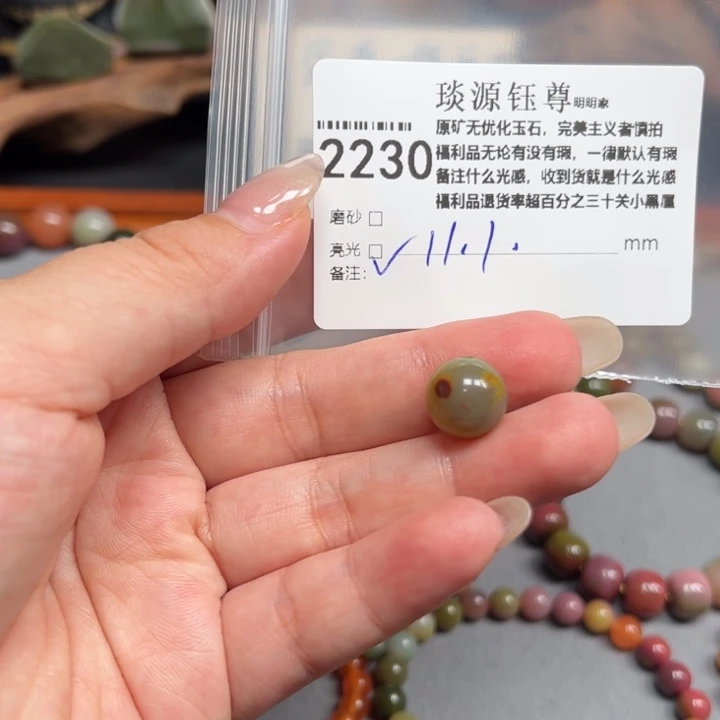 琰源钰尊明明家
2230
原矿无优化玉石，完美主义者慎拍
福利品无论有没有瑕，一律默认有瑕
备注什么光感，收到货就是什么光感
福利品退货率超百分之三十关小黑屋
磨砂 □
亮光 □ ✓ 11.1. mm
备注：